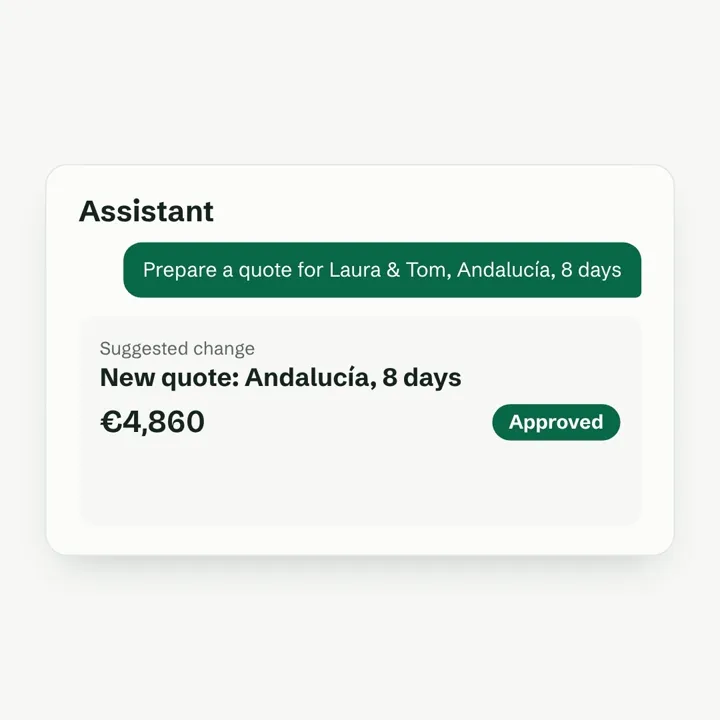 Assistant
Prepare a quote for Laura & Tom, Andalucía, 8 days
Suggested change
New quote: Andalucía, 8 days
€4,860
Approved